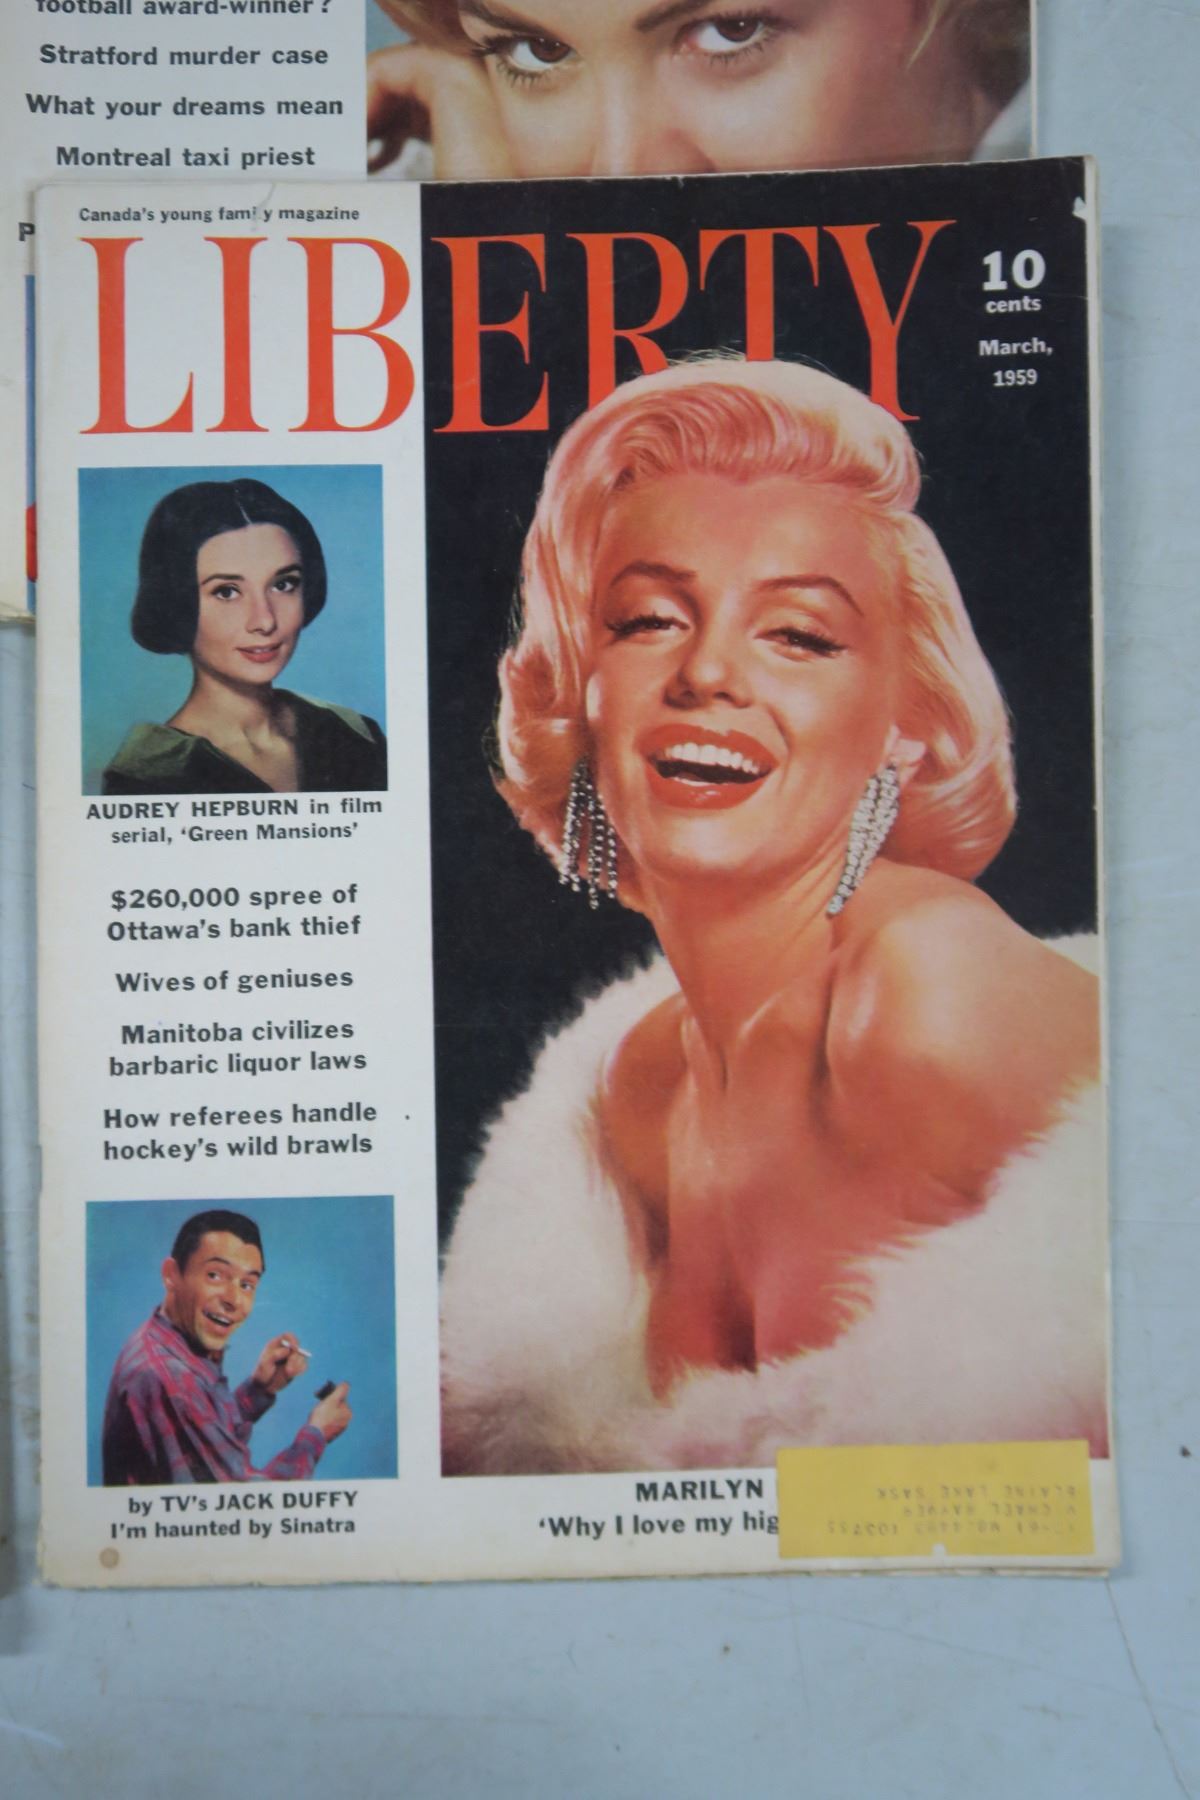 football award-winner?
Stratford murder case
What your dreams mean
Montreal taxi priest
P
Canada's young family magazine
LIBERTY
10
cents
March,
1959
AUDREY HEPBURN in film
serial, 'Green Mansions'
$260,000 spree of
Ottawa's bank thief
Wives of geniuses
Manitoba civilizes
barbaric liquor laws
How referees handle
hockey's wild brawls
by TV's JACK DUFFY
I'm haunted by Sinatra
MARILYN
'Why I love my hig
BLAINE LAKE SASK